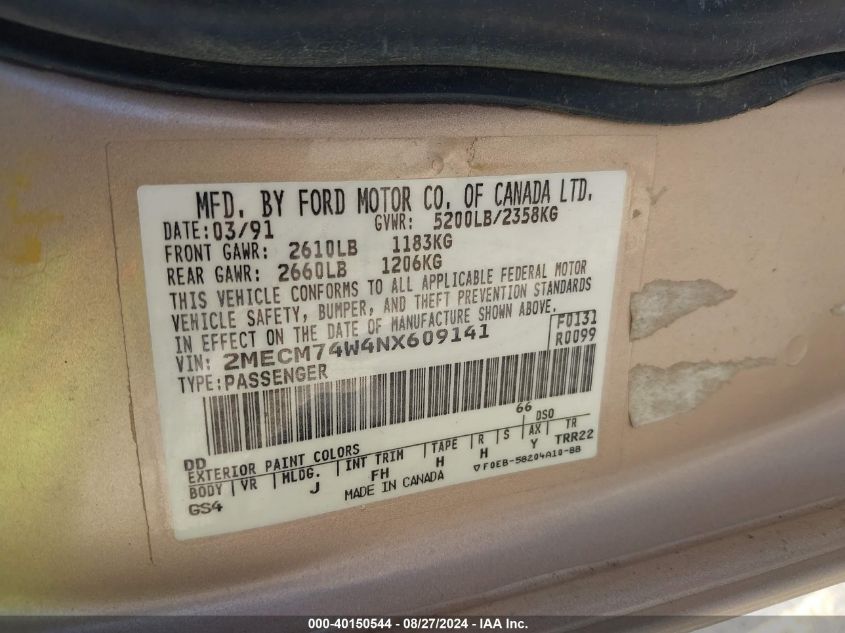 MFD. BY FORD MOTOR CO. OF CANADA LTD.
DATE: 03/91 GVWR: 5200LB/2358KG
FRONT GAWR: 2610LB 1183KG
REAR GAWR: 2660LB 1206KG
THIS VEHICLE CONFORMS TO ALL APPLICABLE FEDERAL MOTOR
VEHICLE SAFETY, BUMPER, AND THEFT PREVENTION STANDARDS
IN EFFECT ON THE DATE OF MANUFACTURE SHOWN ABOVE.
VIN: 2MECM74W4NX609141 F0131
TYPE: PASSENGER R0099
66
DD DSO
EXTERIOR PAINT COLORS
BODY VR MLDG. INT TRIM TAPE R S AX TR
GS4 J FH H H Y TRR22
MADE IN CANADA ▽F0EB-58204A10-BB
000-40150544 - 08/27/2024 - IAAI Inc.